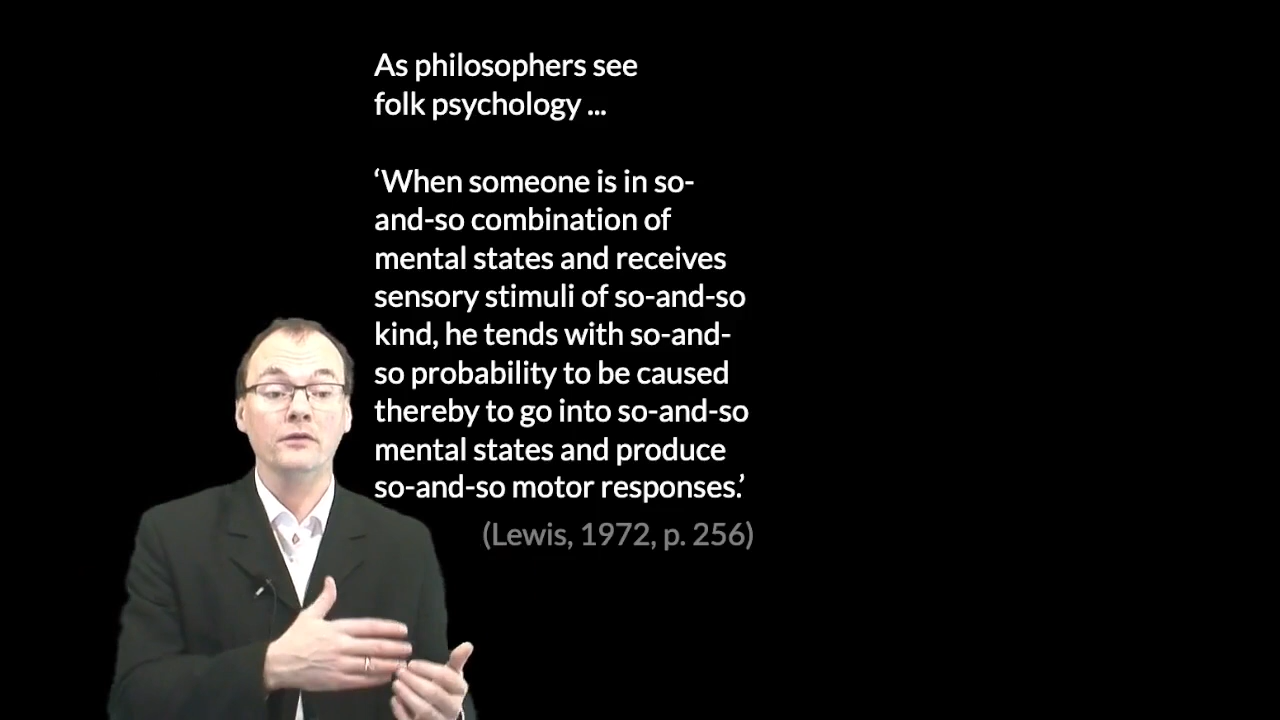 As philosophers see
folk psychology ...
‘When someone is in so-
and-so combination of
mental states and receives
sensory stimuli of so-and-so
kind, he tends with so-and-
so probability to be caused
thereby to go into so-and-so
mental states and produce
so-and-so motor responses.’
(Lewis, 1972, p. 256)